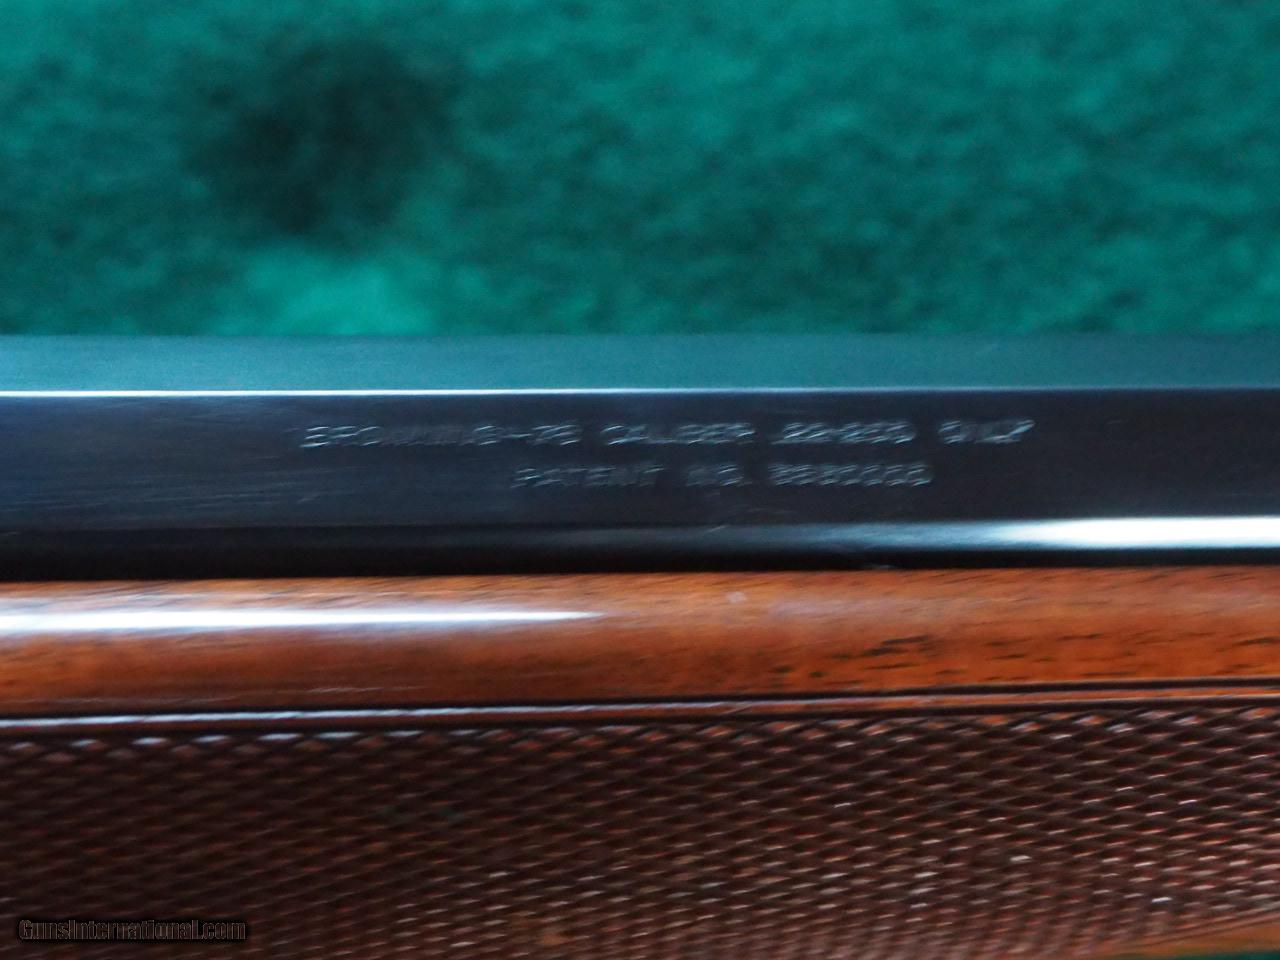 BROWNING-78 CALIBER .22-250 ONLY
PATENT NO.
GunsInternational.com